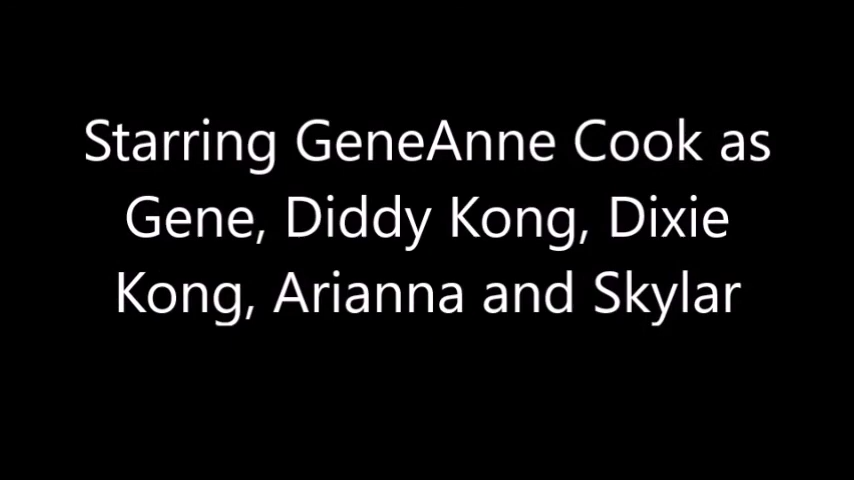 Starring GeneAnne Cook as
Gene, Diddy Kong, Dixie
Kong, Arianna and Skylar